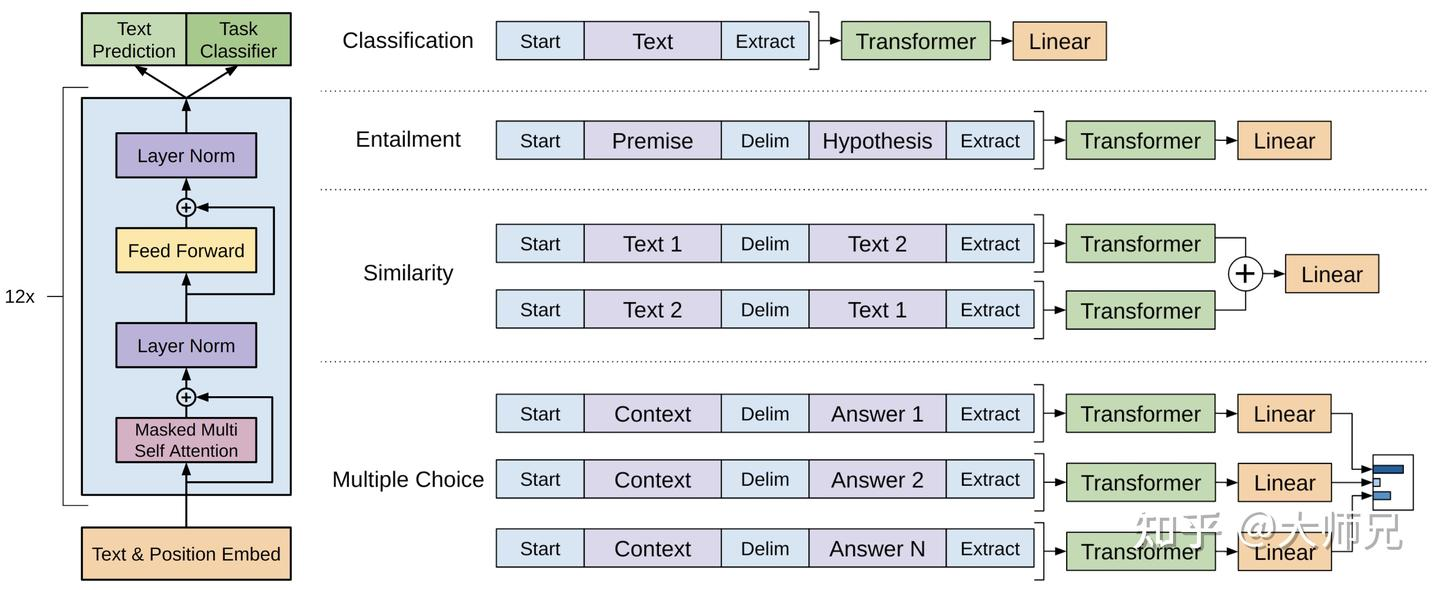 Text
Prediction
Task
Classifier
Layer Norm
Feed Forward
12x
Layer Norm
Masked Multi
Self Attention
Text & Position Embed
Classification
Start Text Extract Transformer Linear
Entailment
Start Premise Delim Hypothesis Extract Transformer Linear
Similarity
Start Text 1 Delim Text 2 Extract Transformer
Start Text 2 Delim Text 1 Extract Transformer
Linear
Multiple Choice
Start Context Delim Answer 1 Extract Transformer Linear
Start Context Delim Answer 2 Extract Transformer Linear
Start Context Delim Answer N Extract Transformer Linear
知乎 @大师兄